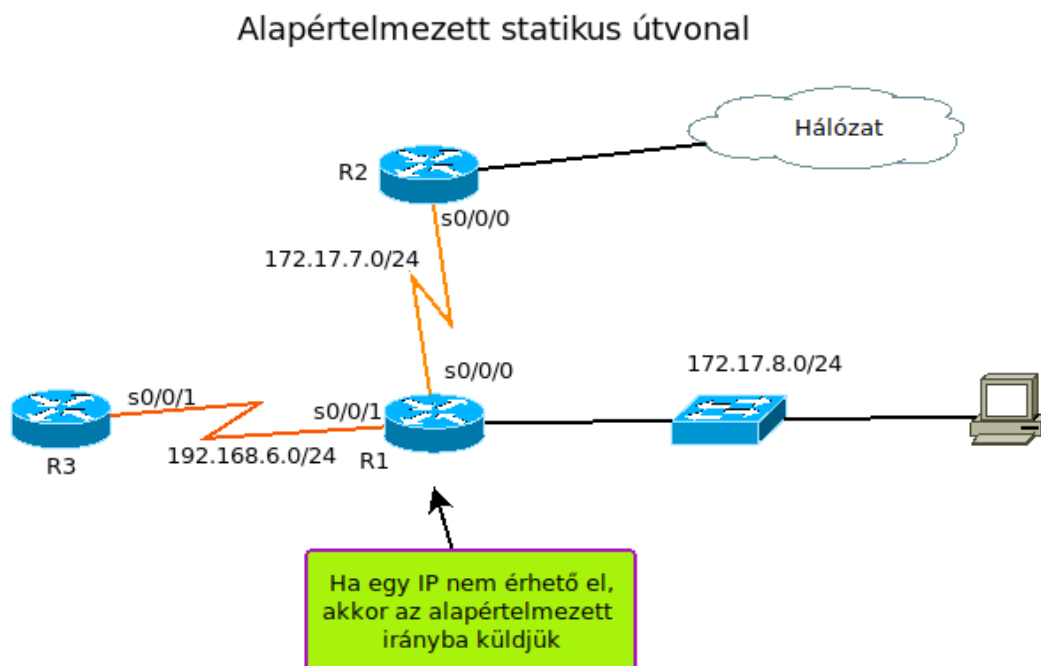 Alapértelmezett statikus útvonal
Hálózat
R2
s0/0/0
172.17.7.0/24
s0/0/0
172.17.8.0/24
s0/0/1
s0/0/1
192.168.6.0/24
R3
R1
Ha egy IP nem érhető el,
akkor az alapértelmezett
irányba küldjük